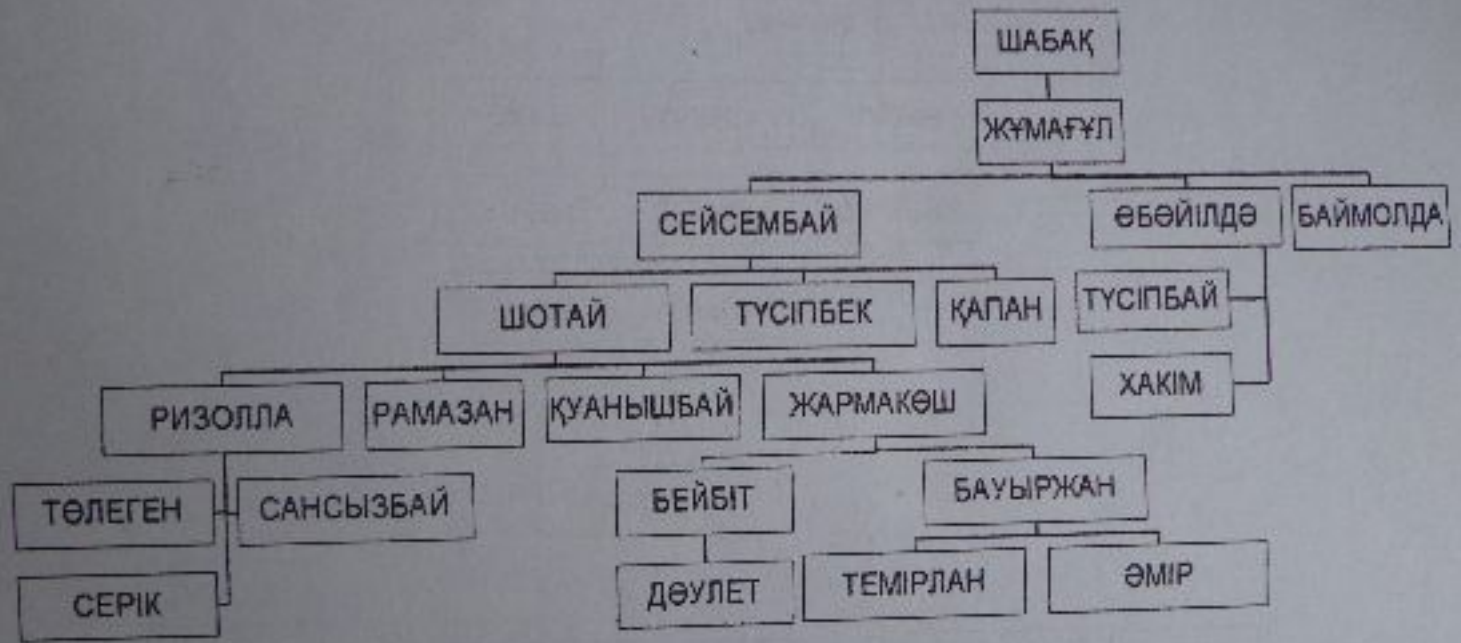 ШАБАҚ
ЖҰМАҒҰЛ
СЕЙСЕМБАЙ
ӘБӘЙІЛДӘ
БАЙМОЛДА
ШОТАЙ
ТҮСІПБЕК
ҚАПАН
ТҮСІПБАЙ
ХАКІМ
РИЗОЛЛА
РАМАЗАН
ҚУАНЫШБАЙ
ЖАРМАКӨШ
ТӨЛЕГЕН
САНСЫЗБАЙ
БЕЙБІТ
БАУЫРЖАН
СЕРІК
ДӘУЛЕТ
ТЕМІРЛАН
ӘМІР